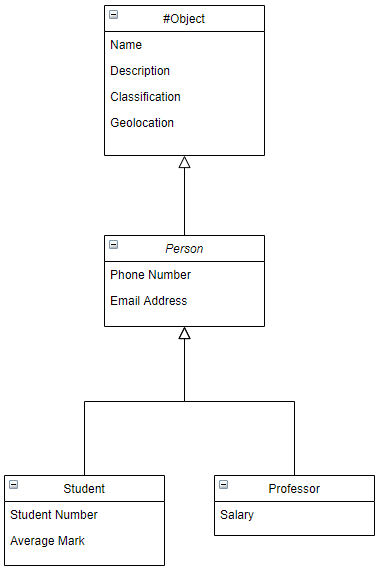 #Object
Name
Description
Classification
Geolocation
Person
Phone Number
Email Address
Student
Student Number
Average Mark
Professor
Salary